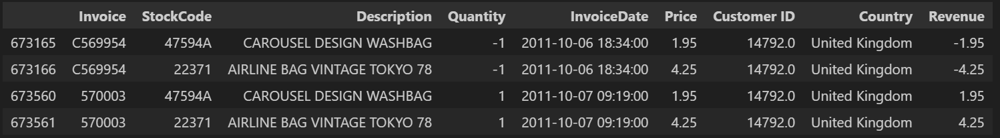 Invoice StockCode Description Quantity InvoiceDate Price Customer ID Country Revenue
673165 C569954 47594A CAROUSEL DESIGN WASHBAG -1 2011-10-06 18:34:00 1.95 14792.0 United Kingdom -1.95
673166 C569954 22371 AIRLINE BAG VINTAGE TOKYO 78 -1 2011-10-06 18:34:00 4.25 14792.0 United Kingdom -4.25
673560 570003 47594A CAROUSEL DESIGN WASHBAG 1 2011-10-07 09:19:00 1.95 14792.0 United Kingdom 1.95
673561 570003 22371 AIRLINE BAG VINTAGE TOKYO 78 1 2011-10-07 09:19:00 4.25 14792.0 United Kingdom 4.25